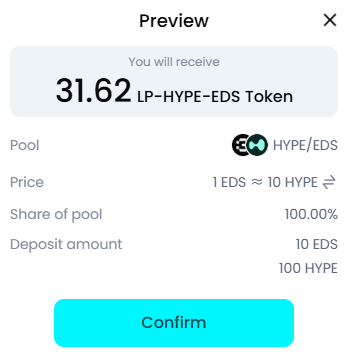 Preview
You will receive
31.62 LP-HYPE-EDS Token
Pool HYPE/EDS
Price 1 EDS ≈ 10 HYPE ⇌
Share of pool 100.00%
Deposit amount 10 EDS
100 HYPE
Confirm